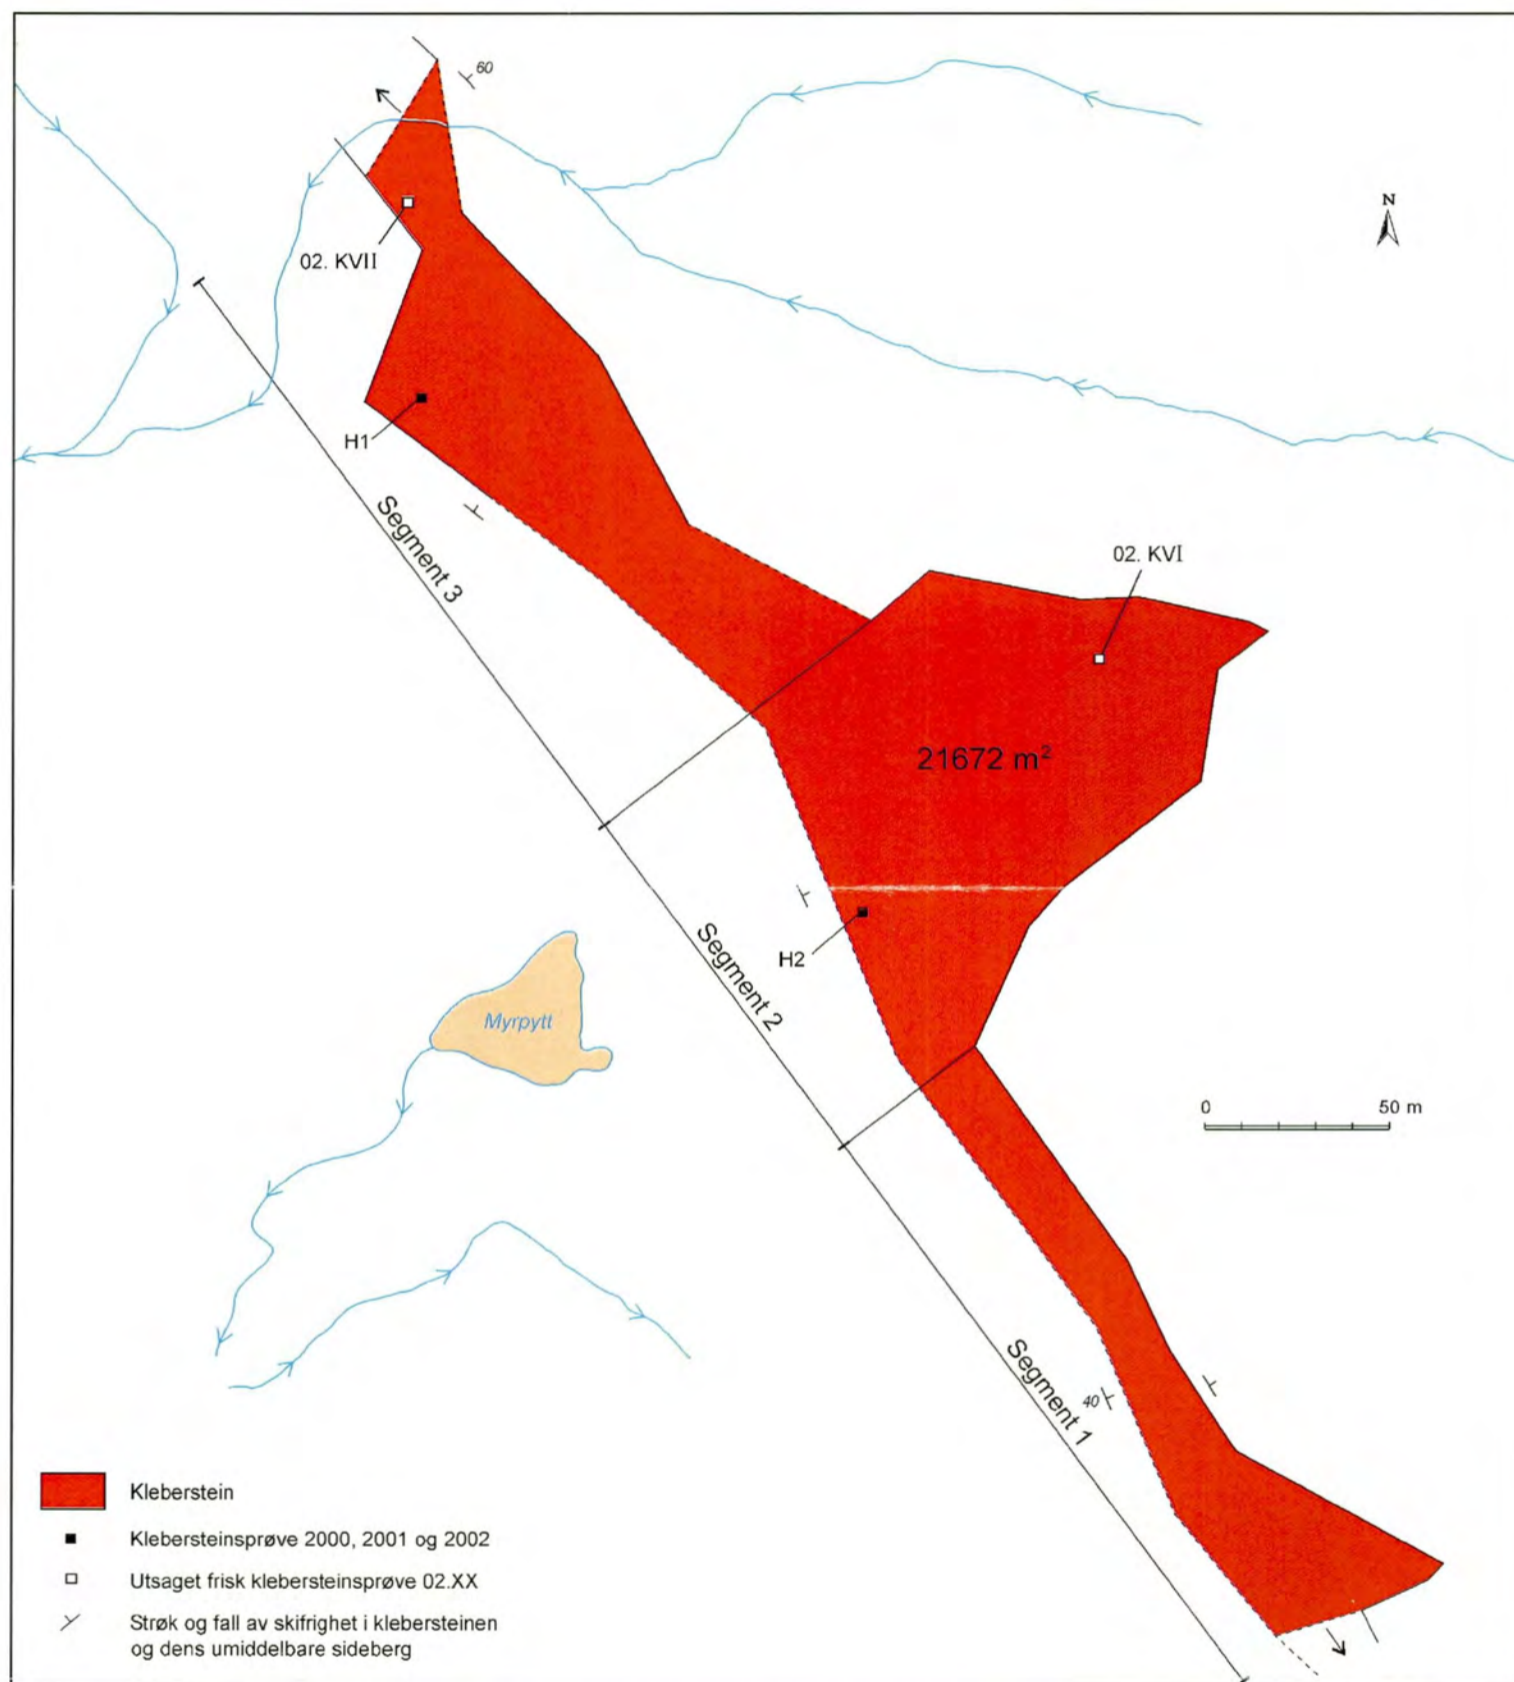 60
N
02. KVII
H1
Segment 3
02. KVI
21672 m²
H2
Segment 2
Myrpytt
0 50 m
Segment 1
40
Kleberstein
Klebersteinsprøve 2000, 2001 og 2002
Utsaget frisk klebersteinsprøve 02.XX
Strøk og fall av skifrighet i klebersteinen
og dens umiddelbare sideberg